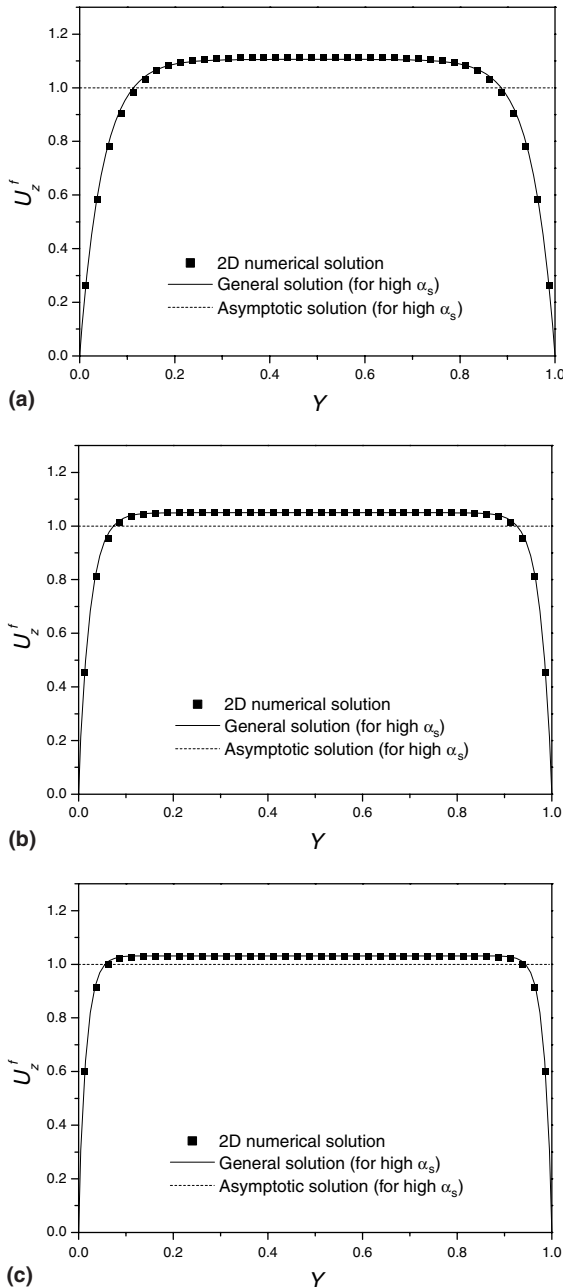 1.2
1.0
0.8
0.6
0.4
0.2
0.0
U_z^f
2D numerical solution
General solution (for high α_s)
Asymptotic solution (for high α_s)
0.0 0.2 0.4 0.6 0.8 1.0
(a) Y
1.2
1.0
0.8
0.6
0.4
0.2
0.0
U_z^f
2D numerical solution
General solution (for high α_s)
Asymptotic solution (for high α_s)
0.0 0.2 0.4 0.6 0.8 1.0
(b) Y
1.2
1.0
0.8
0.6
0.4
0.2
0.0
U_z^f
2D numerical solution
General solution (for high α_s)
Asymptotic solution (for high α_s)
0.0 0.2 0.4 0.6 0.8 1.0
(c) Y